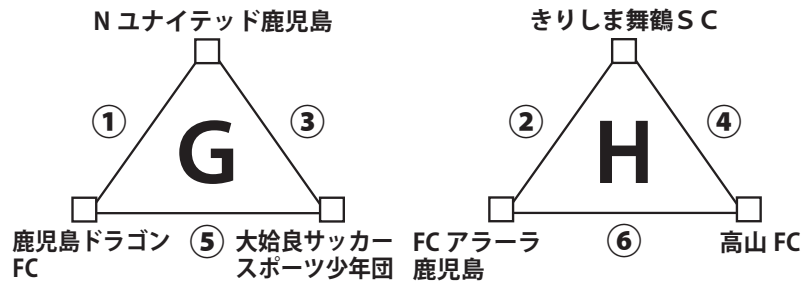 N ユナイテッド鹿児島
きりしま舞鶴ＳＣ
①
③
②
④
G
H
鹿児島ドラゴン
FC
⑤
大姶良サッカー
スポーツ少年団
FC アラーラ
鹿児島
⑥
高山 FC